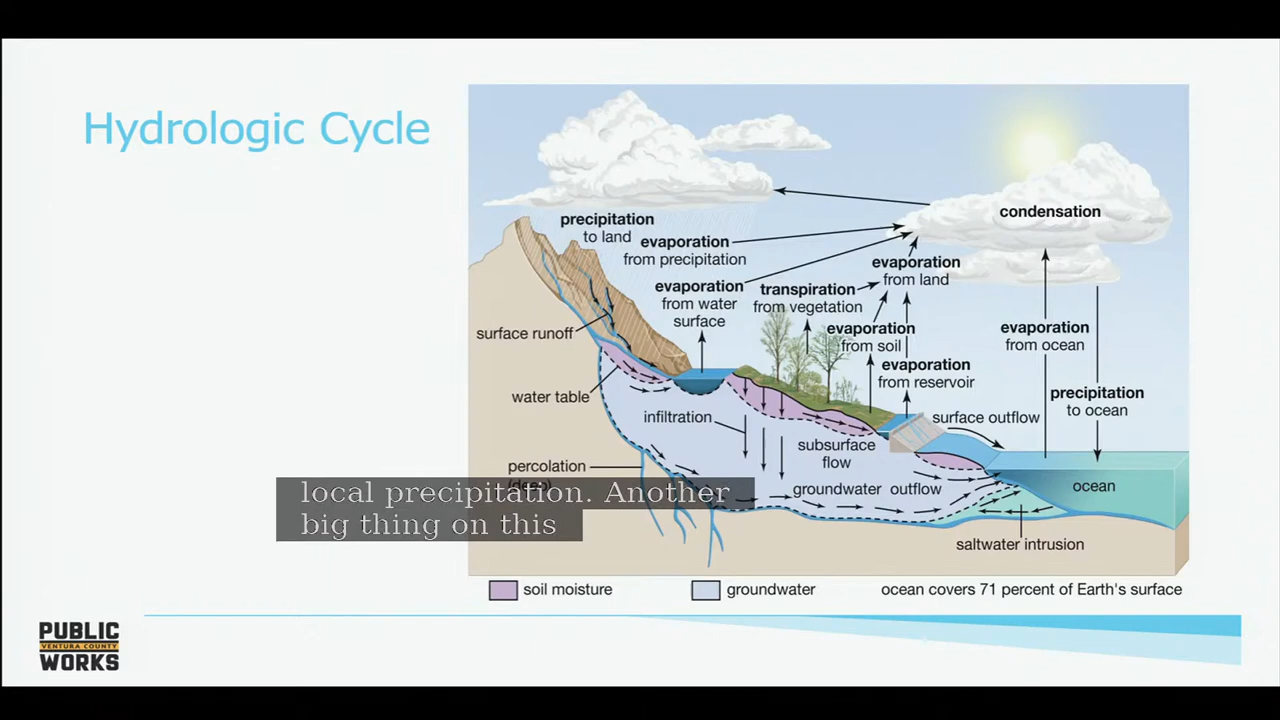 Hydrologic Cycle
precipitation
to land
evaporation
from precipitation
condensation
evaporation
from land
evaporation
from water
surface
transpiration
from vegetation
surface runoff
evaporation
from soil
evaporation
from ocean
evaporation
from reservoir
precipitation
to ocean
water table
infiltration
surface outflow
subsurface
flow
percolation
(deep)
groundwater outflow
ocean
local precipitation. Another
big thing on this
saltwater intrusion
soil moisture
groundwater
ocean covers 71 percent of Earth's surface
PUBLIC
VENTURA COUNTY
WORKS